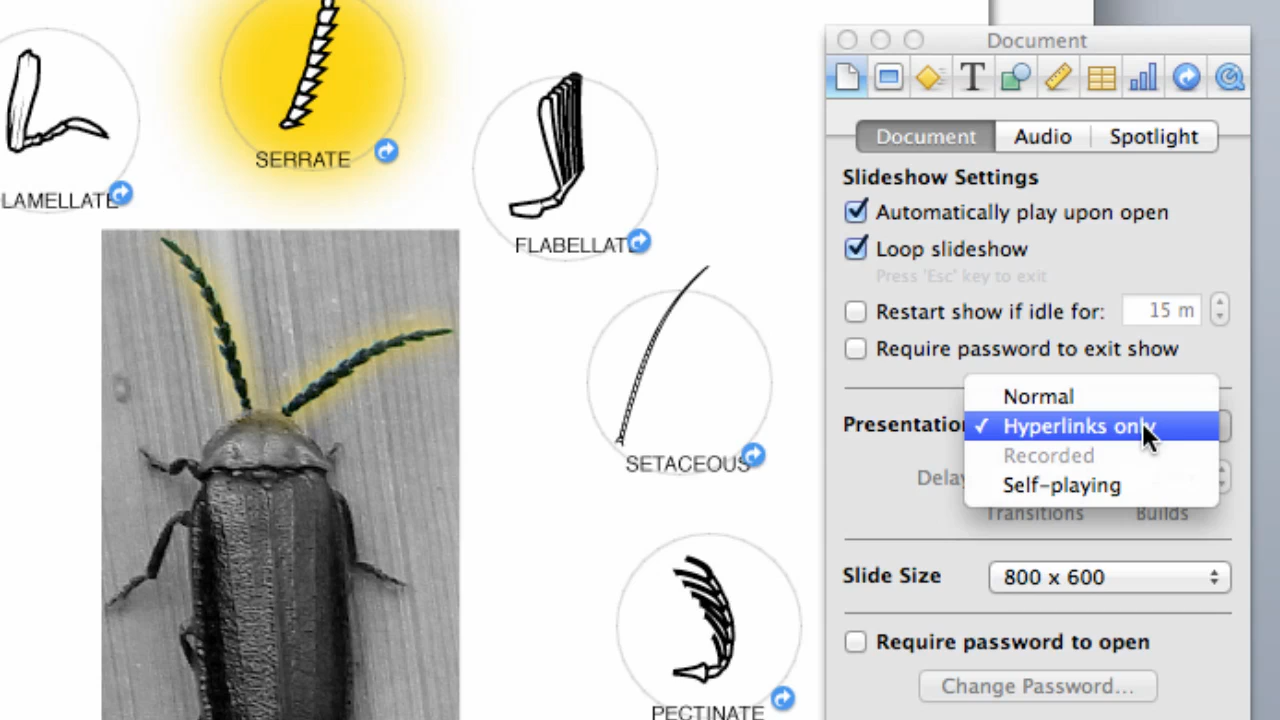 SERRATE
LAMELLATE
FLABELLATE
SETACEOUS
PECTINATE
Document
T
Document
Audio
Spotlight
Slideshow Settings
Automatically play upon open
Loop slideshow
Press 'Esc' key to exit
Restart show if idle for: 15 m
Require password to exit show
Normal
Presentation
✓ Hyperlinks only
Recorded
Delay
Self-playing
Transitions Builds
Slide Size 800 x 600
Require password to open
Change Password...